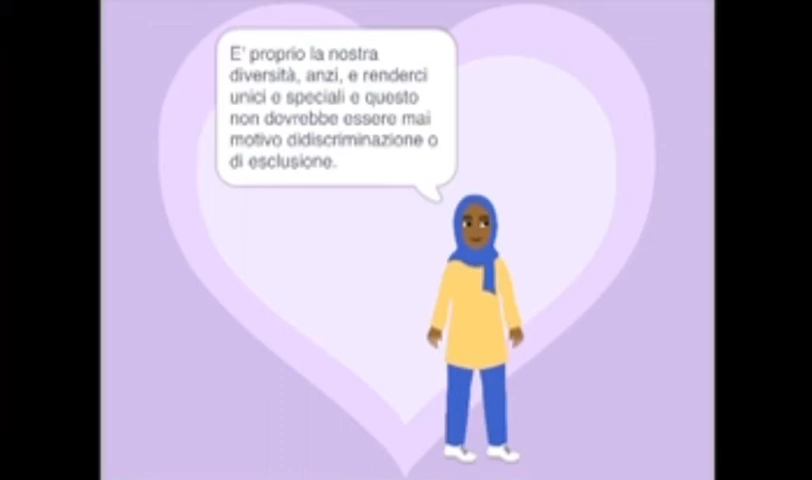 E' proprio la nostra
diversità, anzi, e renderci
unici e speciali e questo
non dovrebbe essere mai
motivo didiscriminazione o
di esclusione.